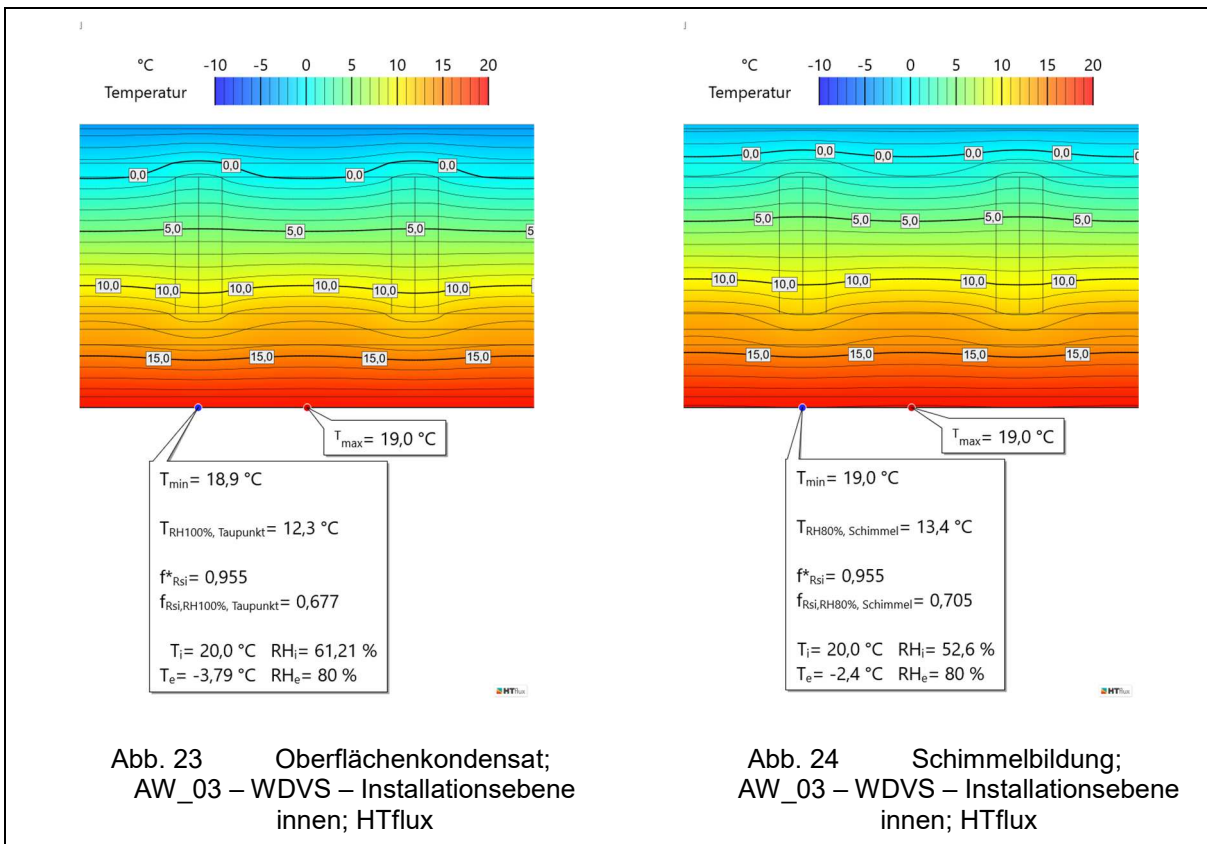 °C -10 -5 0 5 10 15 20
Temperatur
0,0 0,0 0,0 0,0
5,0 5,0 5,0 5
10,0 10,0 10,0 10,0 10,0 10,0
15,0 15,0 15,0 15,0
Tmax= 19,0 °C
Tmin= 18,9 °C
TRH100%, Taupunkt= 12,3 °C
f*Rsi= 0,955
fRsi,RH100%, Taupunkt= 0,677
Ti= 20,0 °C RHi= 61,21 %
Te= -3,79 °C RHe= 80 %
HTflux
Abb. 23 Oberflächenkondensat;
AW_03 – WDVS – Installationsebene
innen; HTflux
°C -10 -5 0 5 10 15 20
Temperatur
0,0 0,0 0,0 0,0 0,0 0,0
5,0 5,0 5,0 5,0 5,0
10,0 10,0 10,0 10,0 10,0
15,0 15,0 15,0 15,0
Tmax= 19,0 °C
Tmin= 19,0 °C
TRH80%, Schimmel= 13,4 °C
f*Rsi= 0,955
fRsi,RH80%, Schimmel= 0,705
Ti= 20,0 °C RHi= 52,6 %
Te= -2,4 °C RHe= 80 %
HTflux
Abb. 24 Schimmelbildung;
AW_03 – WDVS – Installationsebene
innen; HTflux